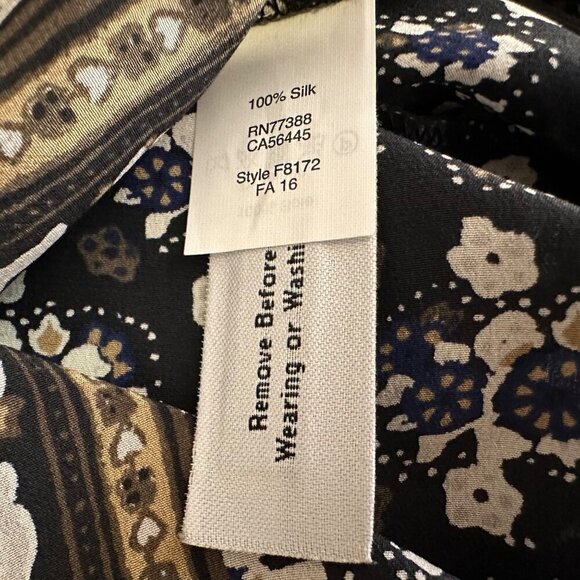 100% Silk
RN77388
CA56445
Style F8172
FA 16
Remove Before
Wearing or Washi